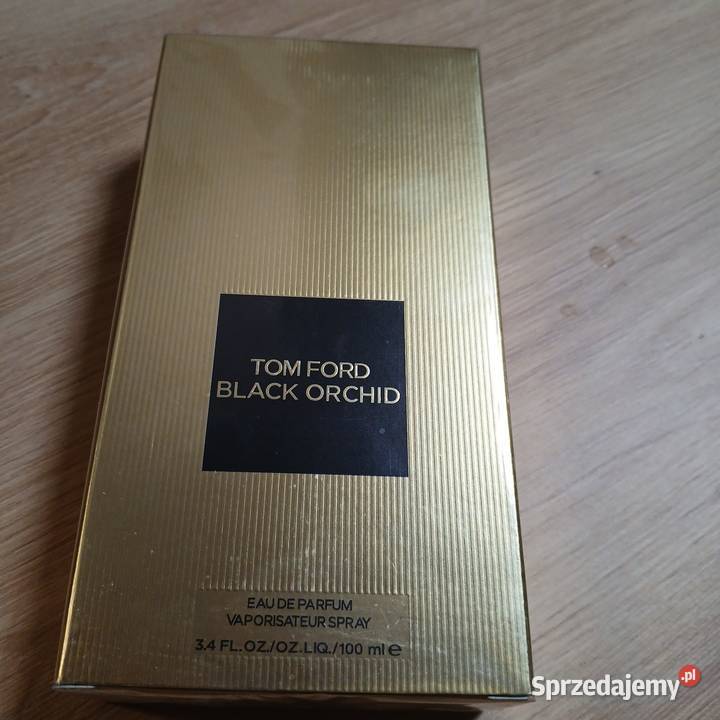 TOM FORD
BLACK ORCHID
EAU DE PARFUM
VAPORISATEUR SPRAY
3.4 FL.OZ./OZ.LIQ./100 ml e
Sprzedajemy.pl